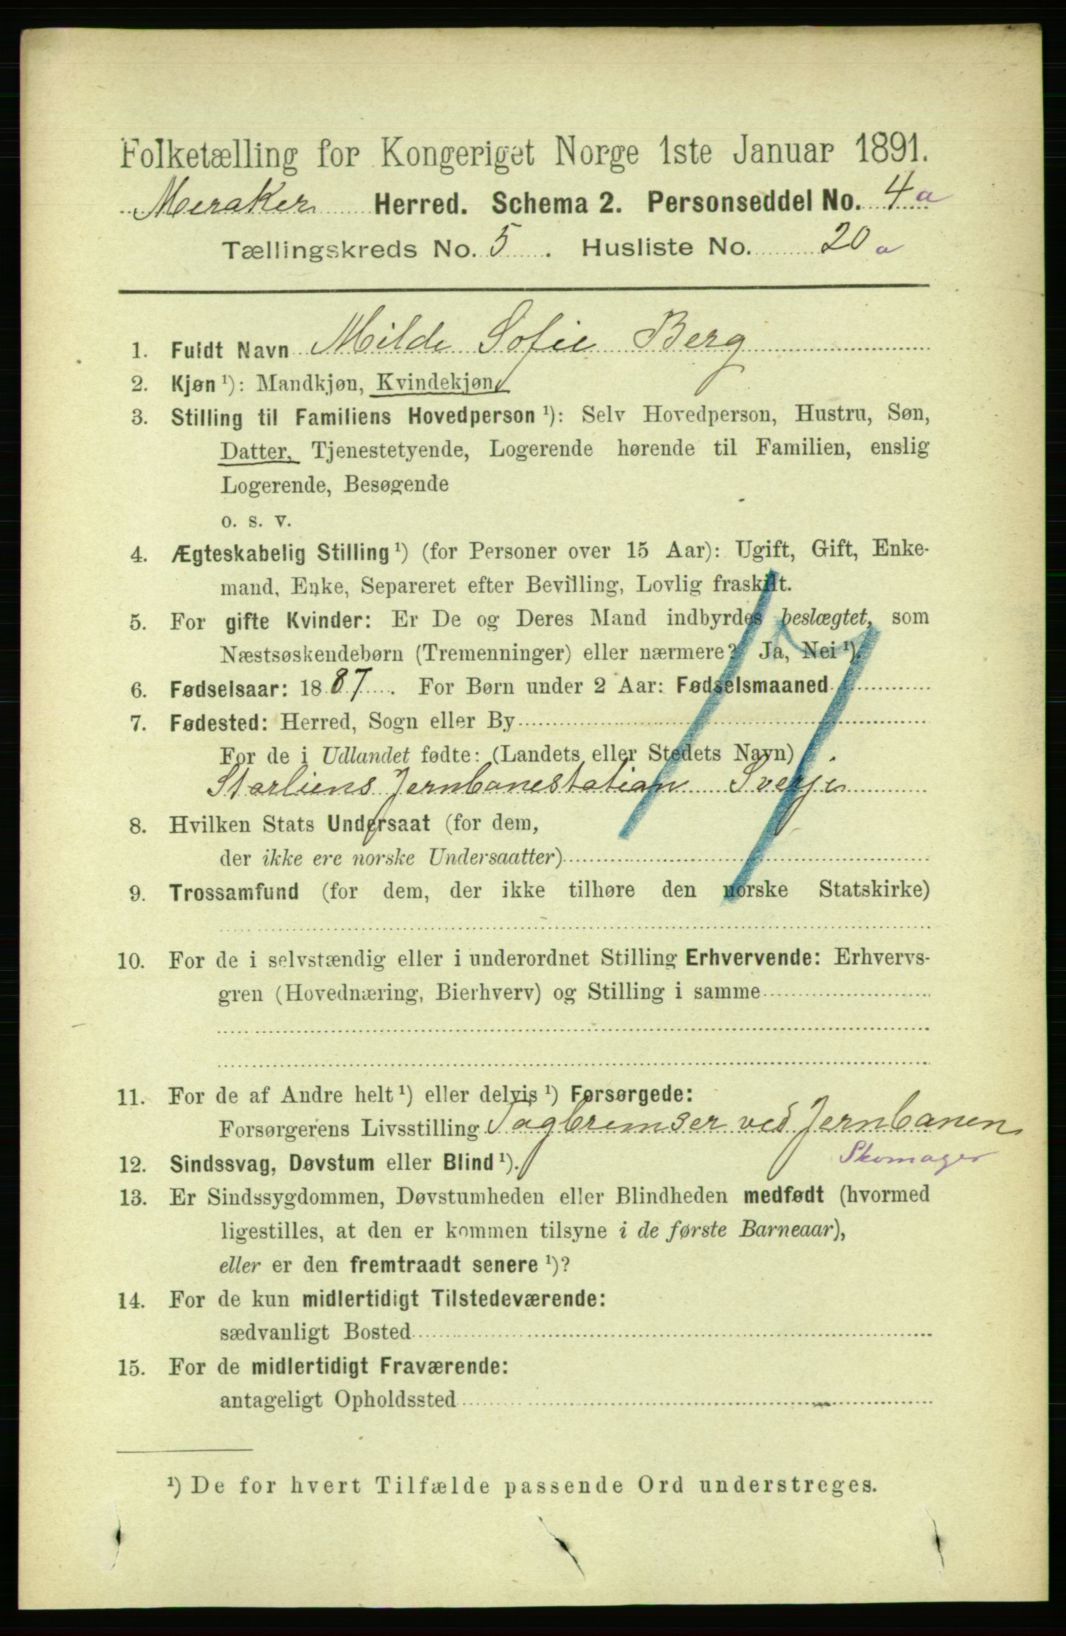 Folketælling for Kongeriget Norge 1ste Januar 1891.
Meraker Herred. Schema 2. Personseddel No. 4 a
Tællingskreds No. 5 . Husliste No. 20 a
1. Fuldt Navn Milde Sofie Berg
2. Kjøn ¹): Mandkjøn, Kvindekjøn.
3. Stilling til Familiens Hovedperson ¹): Selv Hovedperson, Hustru, Søn,
Datter, Tjenestetyende, Logerende hørende til Familien, enslig
Logerende, Besøgende
o. s. v.
4. Ægteskabelig Stilling ¹) (for Personer over 15 Aar): Ugift, Gift, Enke-
mand, Enke, Separeret efter Bevilling, Lovlig fraskilt.
5. For gifte Kvinder: Er De og Deres Mand indbyrdes beslægtet, som
Næstsøskendebørn (Tremenninger) eller nærmere? Ja, Nei ¹).
6. Fødselsaar: 1887. For Børn under 2 Aar: Fødselsmaaned
7. Fødested: Herred, Sogn eller By
For de i Udlandet fødte: (Landets eller Stedets Navn)
Storliens Jernbanestation Sverje
8. Hvilken Stats Undersaat (for dem,
der ikke ere norske Undersaatter)
9. Trossamfund (for dem, der ikke tilhøre den norske Statskirke)
10. For de i selvstændig eller i underordnet Stilling Erhvervende: Erhvervs-
gren (Hovednæring, Bierhverv) og Stilling i samme
11. For de af Andre helt ¹) eller delvis ¹) Forsørgede:
Forsørgerens Livsstilling Togbremser ved Jernbanen
Skomager
12. Sindssvag, Døvstum eller Blind ¹).
13. Er Sindssygdommen, Døvstumheden eller Blindheden medfødt (hvormed
ligestilles, at den er kommen tilsyne i de første Barneaar),
eller er den fremtraadt senere ¹)?
14. For de kun midlertidigt Tilstedeværende:
sædvanligt Bosted
15. For de midlertidigt Fraværende:
antageligt Opholdssted
¹) De for hvert Tilfælde passende Ord understreges.